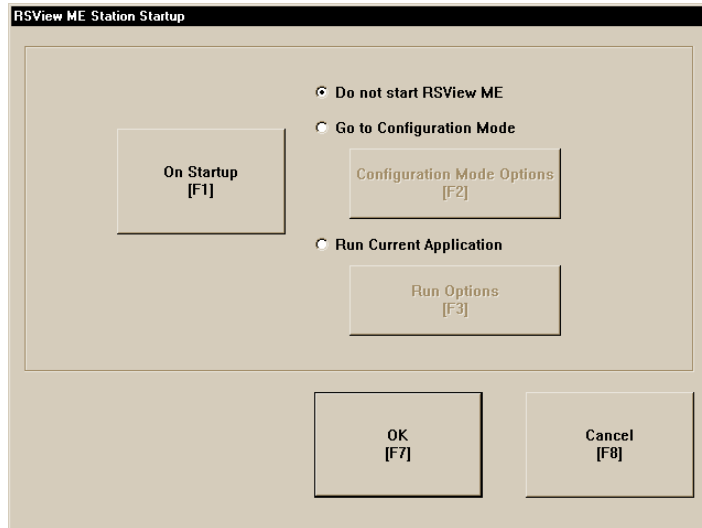 RSView ME Station Startup
Do not start RSView ME
Go to Configuration Mode
On Startup
[F1]
Configuration Mode Options
[F2]
Run Current Application
Run Options
[F3]
OK
[F7]
Cancel
[F8]